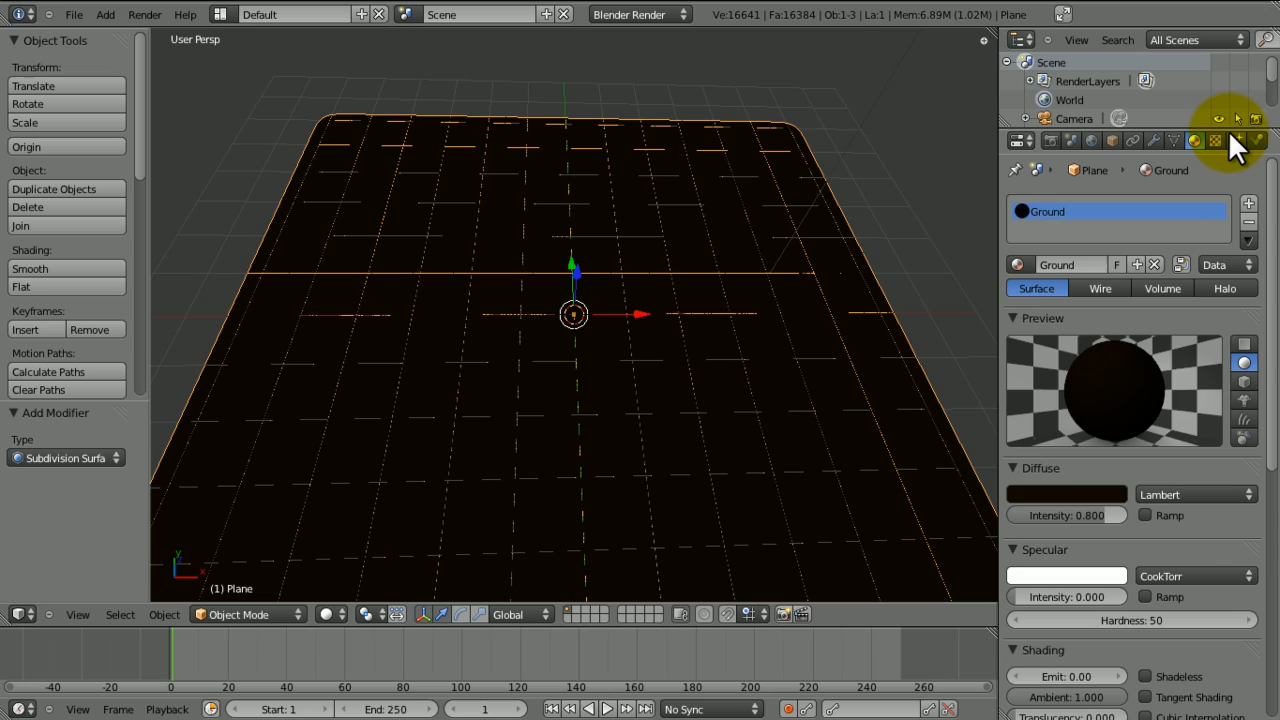 File Add Render Help Default Scene Blender Render Ve:16641 | Fa:16384 | Ob:1-3 | La:1 | Mem:6.89M (1.02M) | Plane
Object Tools
Transform:
Translate
Rotate
Scale
Origin
Object:
Duplicate Objects
Delete
Join
Shading:
Smooth
Flat
Keyframes:
Insert Remove
Motion Paths:
Calculate Paths
Clear Paths
Add Modifier
Type
Subdivision Surfa
User Persp
y
x
(1) Plane
View Select Object Object Mode Global
-40 -20 0 20 40 60 80 100 120 140 160 180 200 220 240 260
View Frame Playback Start: 1 End: 250 1 No Sync
View Search All Scenes
Scene
RenderLayers
World
Camera
Plane Ground
Ground
Ground F Data
Surface Wire Volume Halo
Preview
Diffuse
Lambert
Intensity: 0.800 Ramp
Specular
CookTorr
Intensity: 0.000 Ramp
Hardness: 50
Shading
Emit: 0.00 Shadeless
Ambient: 1.000 Tangent Shading
Translucency: 0.000 Cubic Interpolation